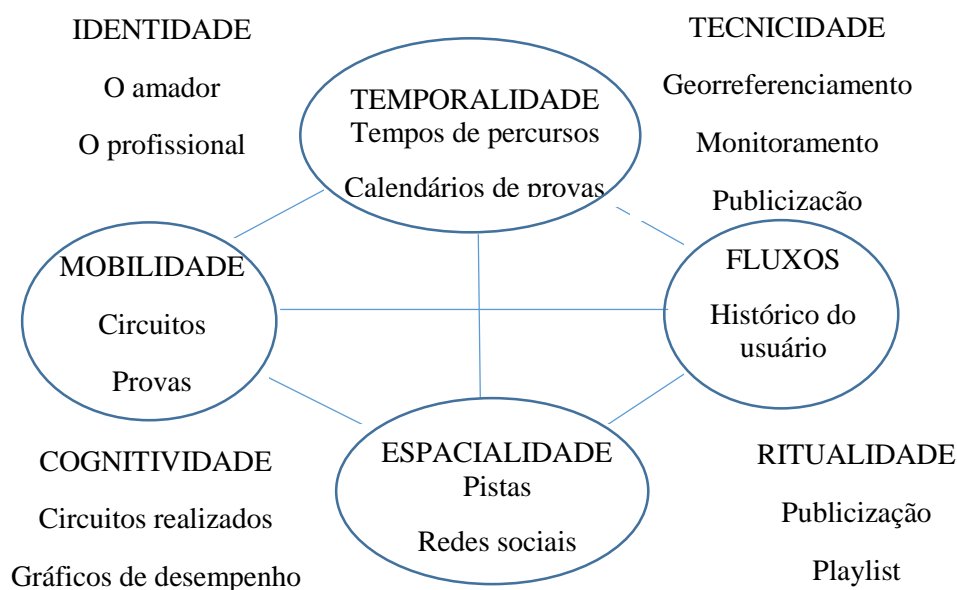 IDENTIDADE
O amador
O profissional
TEMPORALIDADE
Tempos de percursos
Calendários de provas
TECNICIDADE
Georreferenciamento
Monitoramento
Publicização
MOBILIDADE
Circuitos
Provas
FLUXOS
Histórico do
usuário
COGNITIVIDADE
Circuitos realizados
Gráficos de desempenho
ESPACIALIDADE
Pistas
Redes sociais
RITUALIDADE
Publicização
Playlist